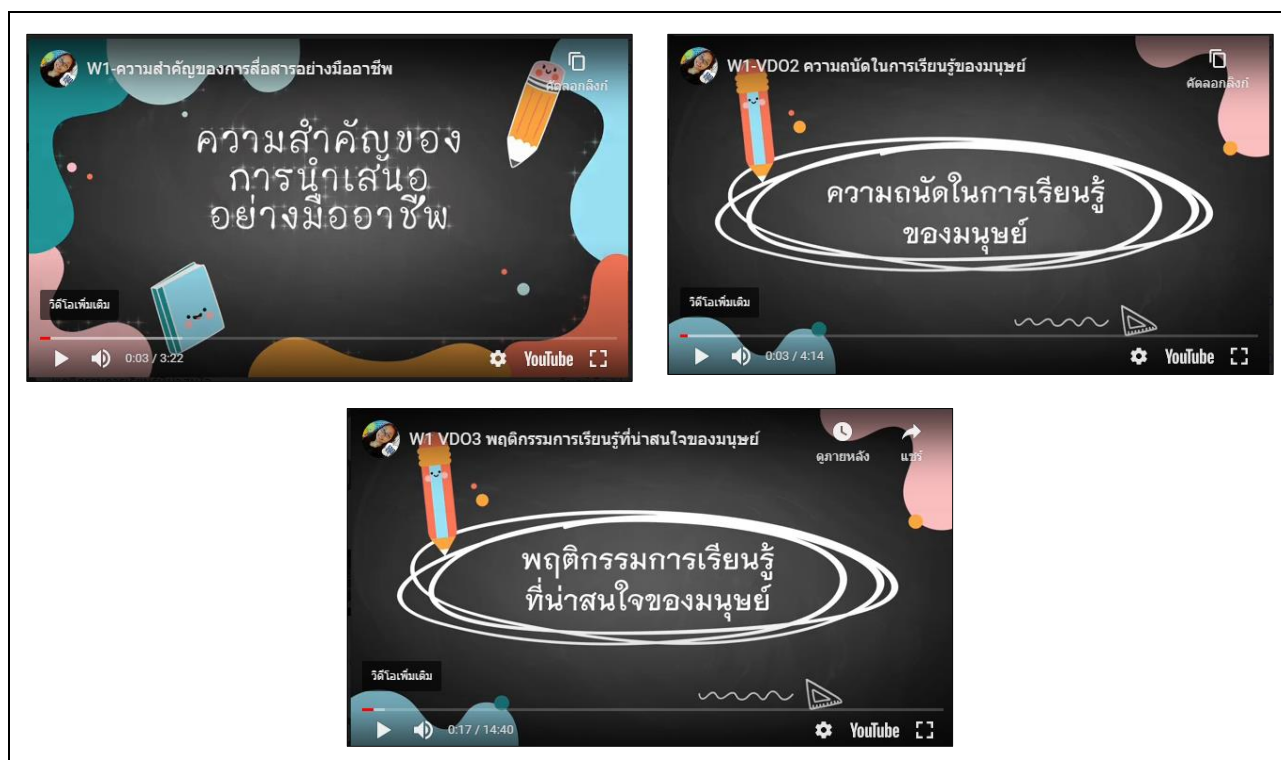 W1-ความสำคัญของการสื่อสารอย่างมืออาชีพ
คัดลอกลิงก์
ความสำคัญของ
การนำเสนอ
อย่างมืออาชีพ
วิดีโอเพิ่มเติม
0:03 / 3:22
YouTube
W1-VDO2 ความถนัดในการเรียนรู้ของมนุษย์
คัดลอกลิงก์
ความถนัดในการเรียนรู้
ของมนุษย์
วิดีโอเพิ่มเติม
0:03 / 4:14
YouTube
W1 VDO3 พฤติกรรมการเรียนรู้ที่น่าสนใจของมนุษย์
ดูภายหลัง
แชร์
พฤติกรรมการเรียนรู้
ที่น่าสนใจของมนุษย์
วิดีโอเพิ่มเติม
0:17 / 14:40
YouTube